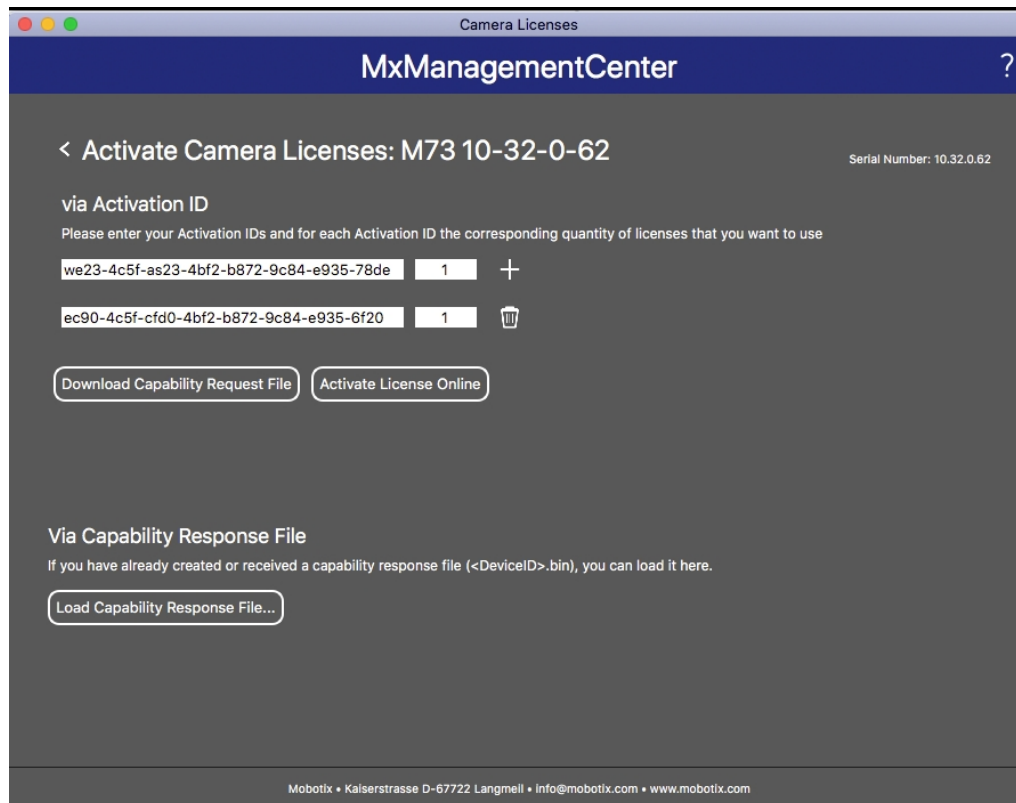 Camera Licenses
MxManagementCenter
?
< Activate Camera Licenses: M73 10-32-0-62
Serial Number: 10.32.0.62
via Activation ID
Please enter your Activation IDs and for each Activation ID the corresponding quantity of licenses that you want to use
we23-4c5f-as23-4bf2-b872-9c84-e935-78de 1 +
ec90-4c5f-cfd0-4bf2-b872-9c84-e935-6f20 1
Download Capability Request File Activate License Online
Via Capability Response File
If you have already created or received a capability response file (<DeviceID>.bin), you can load it here.
Load Capability Response File...
Mobotix • Kaiserstrasse D-67722 Langmeil • info@mobotix.com • www.mobotix.com